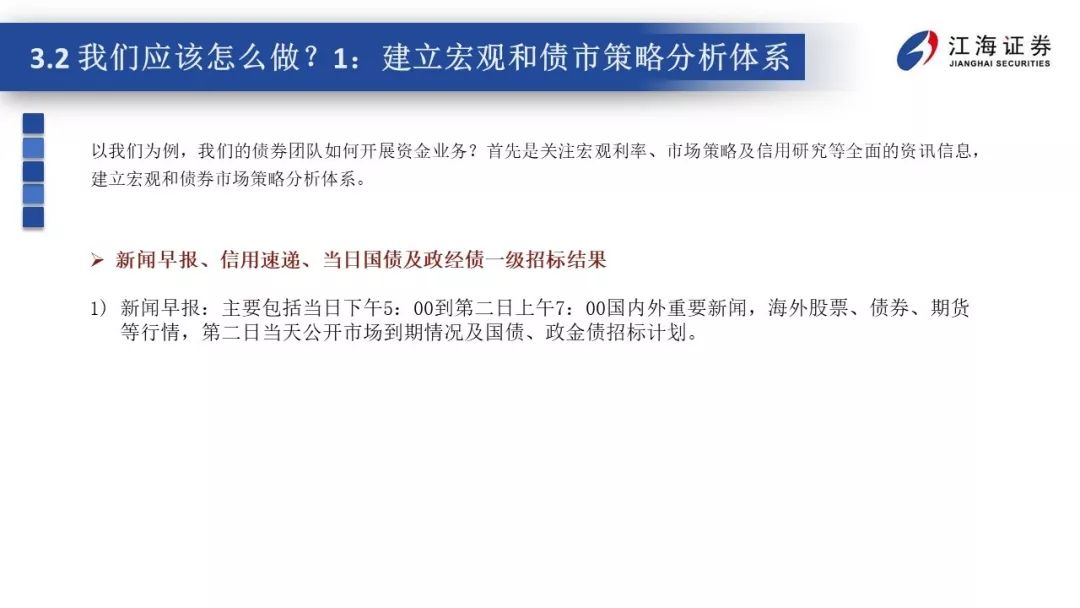 3.2 我们应该怎么做？1：建立宏观和债市策略分析体系
江海证券
JIANGHAI SECURITIES
以我们为例，我们的债券团队如何开展资金业务？首先是关注宏观利率、市场策略及信用研究等全面的资讯信息，
建立宏观和债券市场策略分析体系。
➢ 新闻早报、信用速递、当日国债及政经债一级招标结果
1) 新闻早报：主要包括当日下午5：00到第二日上午7：00国内外重要新闻，海外股票、债券、期货
等行情，第二日当天公开市场到期情况及国债、政金债招标计划。